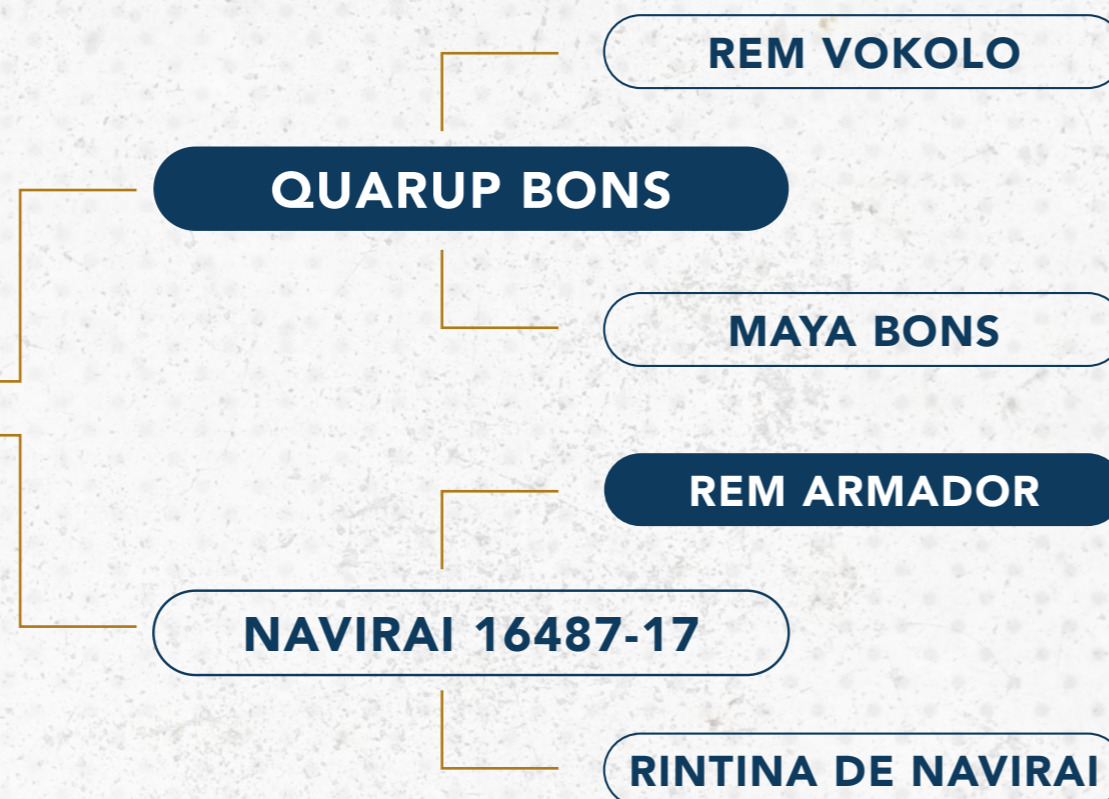 REM VOKOLO
QUARUP BONS
MAYA BONS
REM ARMADOR
NAVIRAI 16487-17
RINTINA DE NAVIRAI